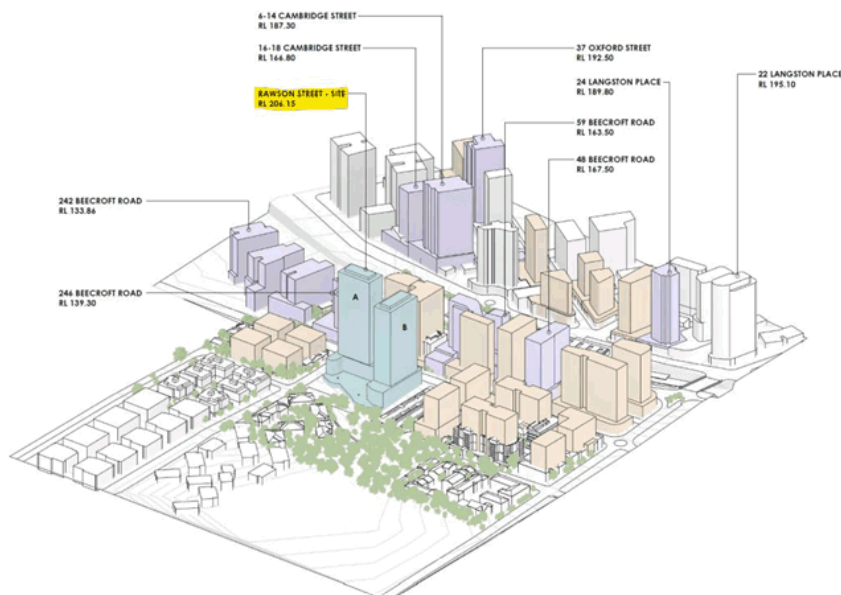 6-14 CAMBRIDGE STREET
RL 187.30
16-18 CAMBRIDGE STREET
RL 166.80
37 OXFORD STREET
RL 192.50
22 LANGSTON PLACE
RL 195.10
24 LANGSTON PLACE
RL 189.80
RAWSON STREET - SITE
RL 206.15
59 BEECROFT ROAD
RL 163.50
48 BEECROFT ROAD
RL 167.50
242 BEECROFT ROAD
RL 133.86
246 BEECROFT ROAD
RL 139.30
A
B